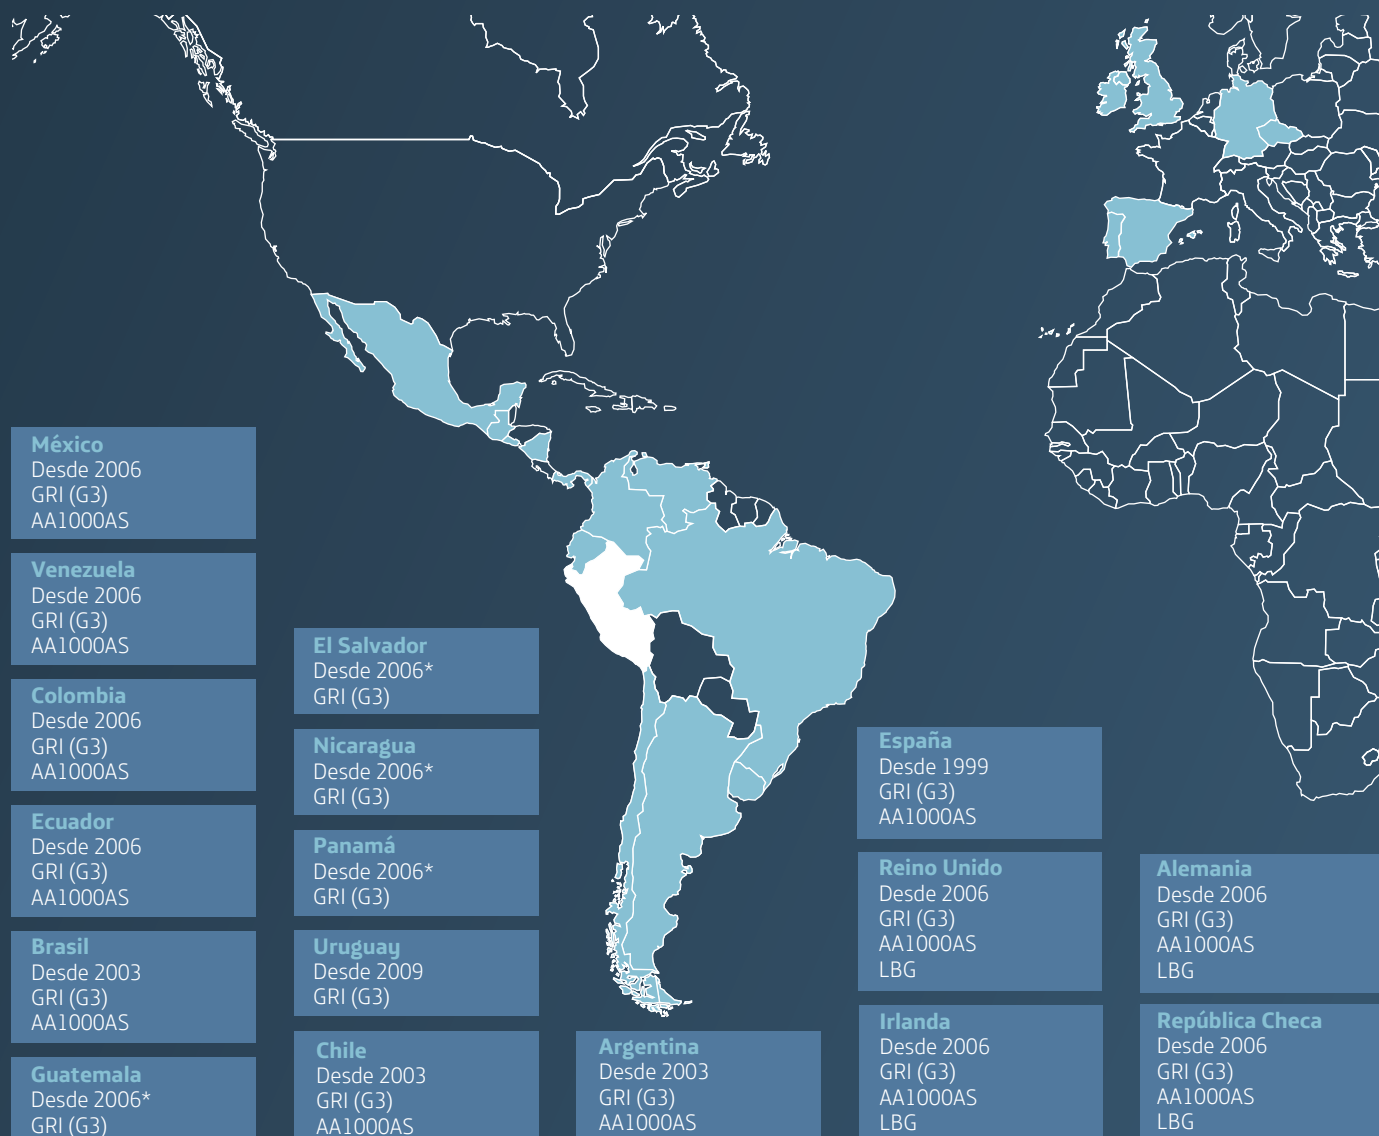 México
Desde 2006
GRI (G3)
AA1000AS
Venezuela
Desde 2006
GRI (G3)
AA1000AS
Colombia
Desde 2006
GRI (G3)
AA1000AS
Ecuador
Desde 2006
GRI (G3)
AA1000AS
Brasil
Desde 2003
GRI (G3)
AA1000AS
Guatemala
Desde 2006*
GRI (G3)
El Salvador
Desde 2006*
GRI (G3)
Nicaragua
Desde 2006*
GRI (G3)
Panamá
Desde 2006*
GRI (G3)
Uruguay
Desde 2009
GRI (G3)
Chile
Desde 2003
GRI (G3)
AA1000AS
Argentina
Desde 2003
GRI (G3)
AA1000AS
España
Desde 1999
GRI (G3)
AA1000AS
Reino Unido
Desde 2006
GRI (G3)
AA1000AS
LBG
Irlanda
Desde 2006
GRI (G3)
AA1000AS
LBG
Alemania
Desde 2006
GRI (G3)
AA1000AS
LBG
República Checa
Desde 2006
GRI (G3)
AA1000AS
LBG